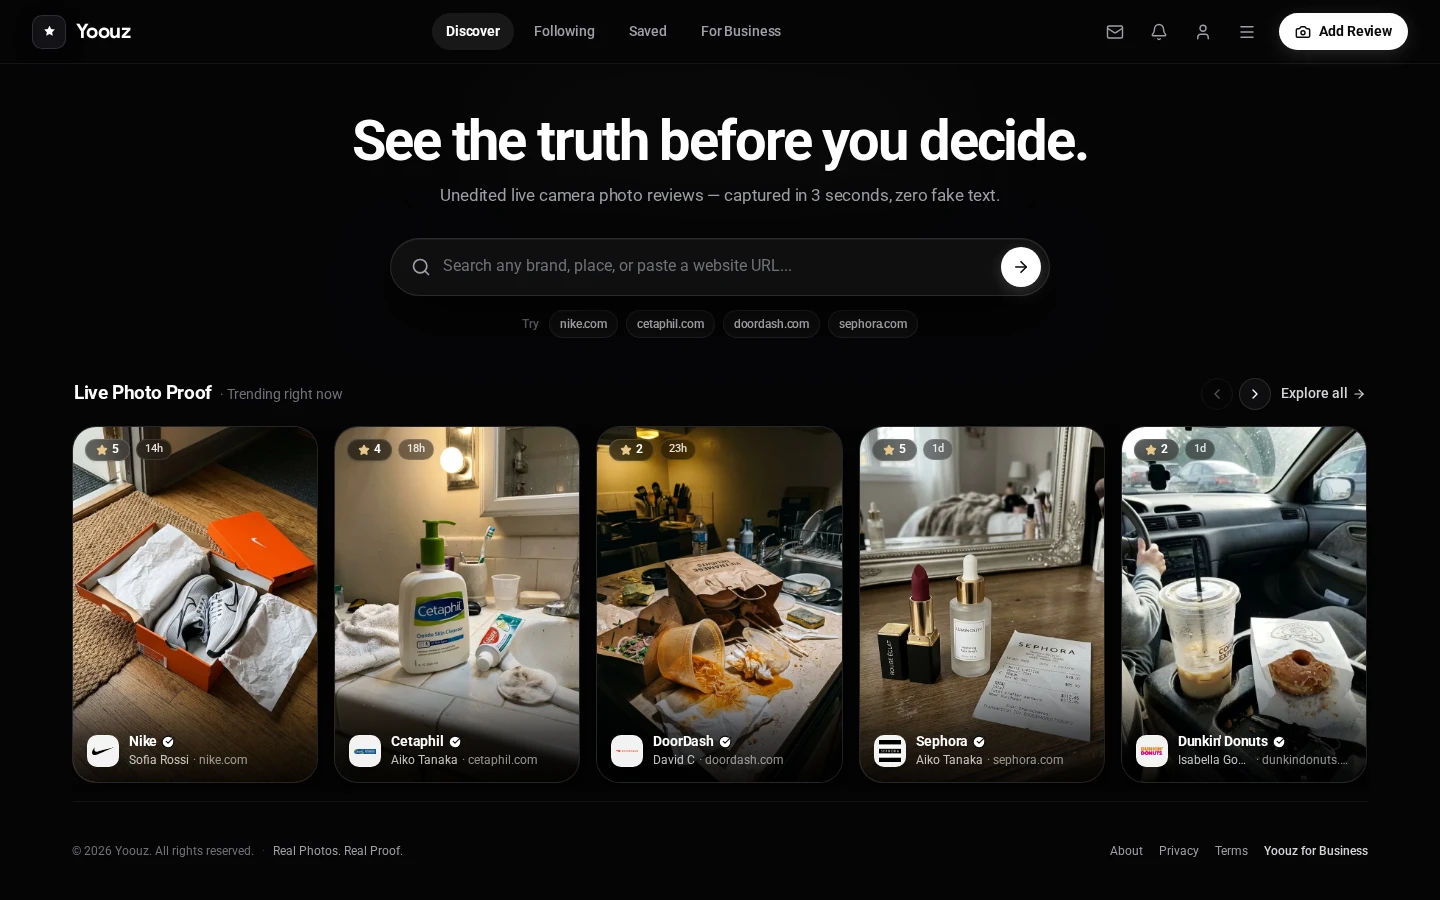 Yoouz
Discover
Following
Saved
For Business
Add Review
See the truth before you decide.
Unedited live camera photo reviews — captured in 3 seconds, zero fake text.
Search any brand, place, or paste a website URL...
Try
nike.com
cetaphil.com
doordash.com
sephora.com
Live Photo Proof · Trending right now
Explore all
5
14h
4
18h
23h
2
5
1d
2
1d
Cetaphil
Gentle Skin Cleanser
SEPHORA
Nike
Sofia Rossi · nike.com
Cetaphil
Aiko Tanaka · cetaphil.com
DoorDash
David C · doordash.com
Sephora
Aiko Tanaka · sephora.com
DUNKIN'
DONUTS
Dunkin' Donuts
Isabella Go... · dunkindonuts....
© 2026 Yoouz. All rights reserved. · Real Photos. Real Proof.
About
Privacy
Terms
Yoouz for Business